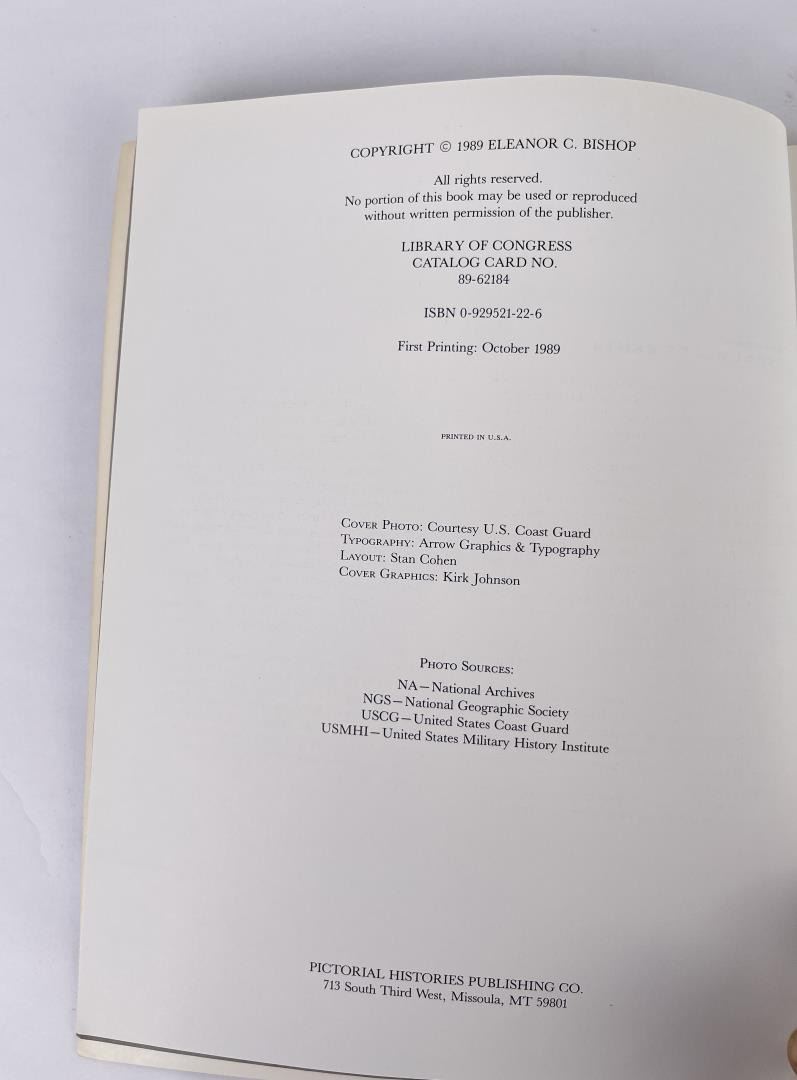 COPYRIGHT © 1989 ELEANOR C. BISHOP
All rights reserved.
No portion of this book may be used or reproduced
without written permission of the publisher.
LIBRARY OF CONGRESS
CATALOG CARD NO.
89-62184
ISBN 0-929521-22-6
First Printing: October 1989
PRINTED IN U.S.A.
COVER PHOTO: Courtesy U.S. Coast Guard
TYPOGRAPHY: Arrow Graphics & Typography
LAYOUT: Stan Cohen
COVER GRAPHICS: Kirk Johnson
PHOTO SOURCES:
NA—National Archives
NGS—National Geographic Society
USCG—United States Coast Guard
USMHI—United States Military History Institute
PICTORIAL HISTORIES PUBLISHING CO.
713 South Third West, Missoula, MT 59801